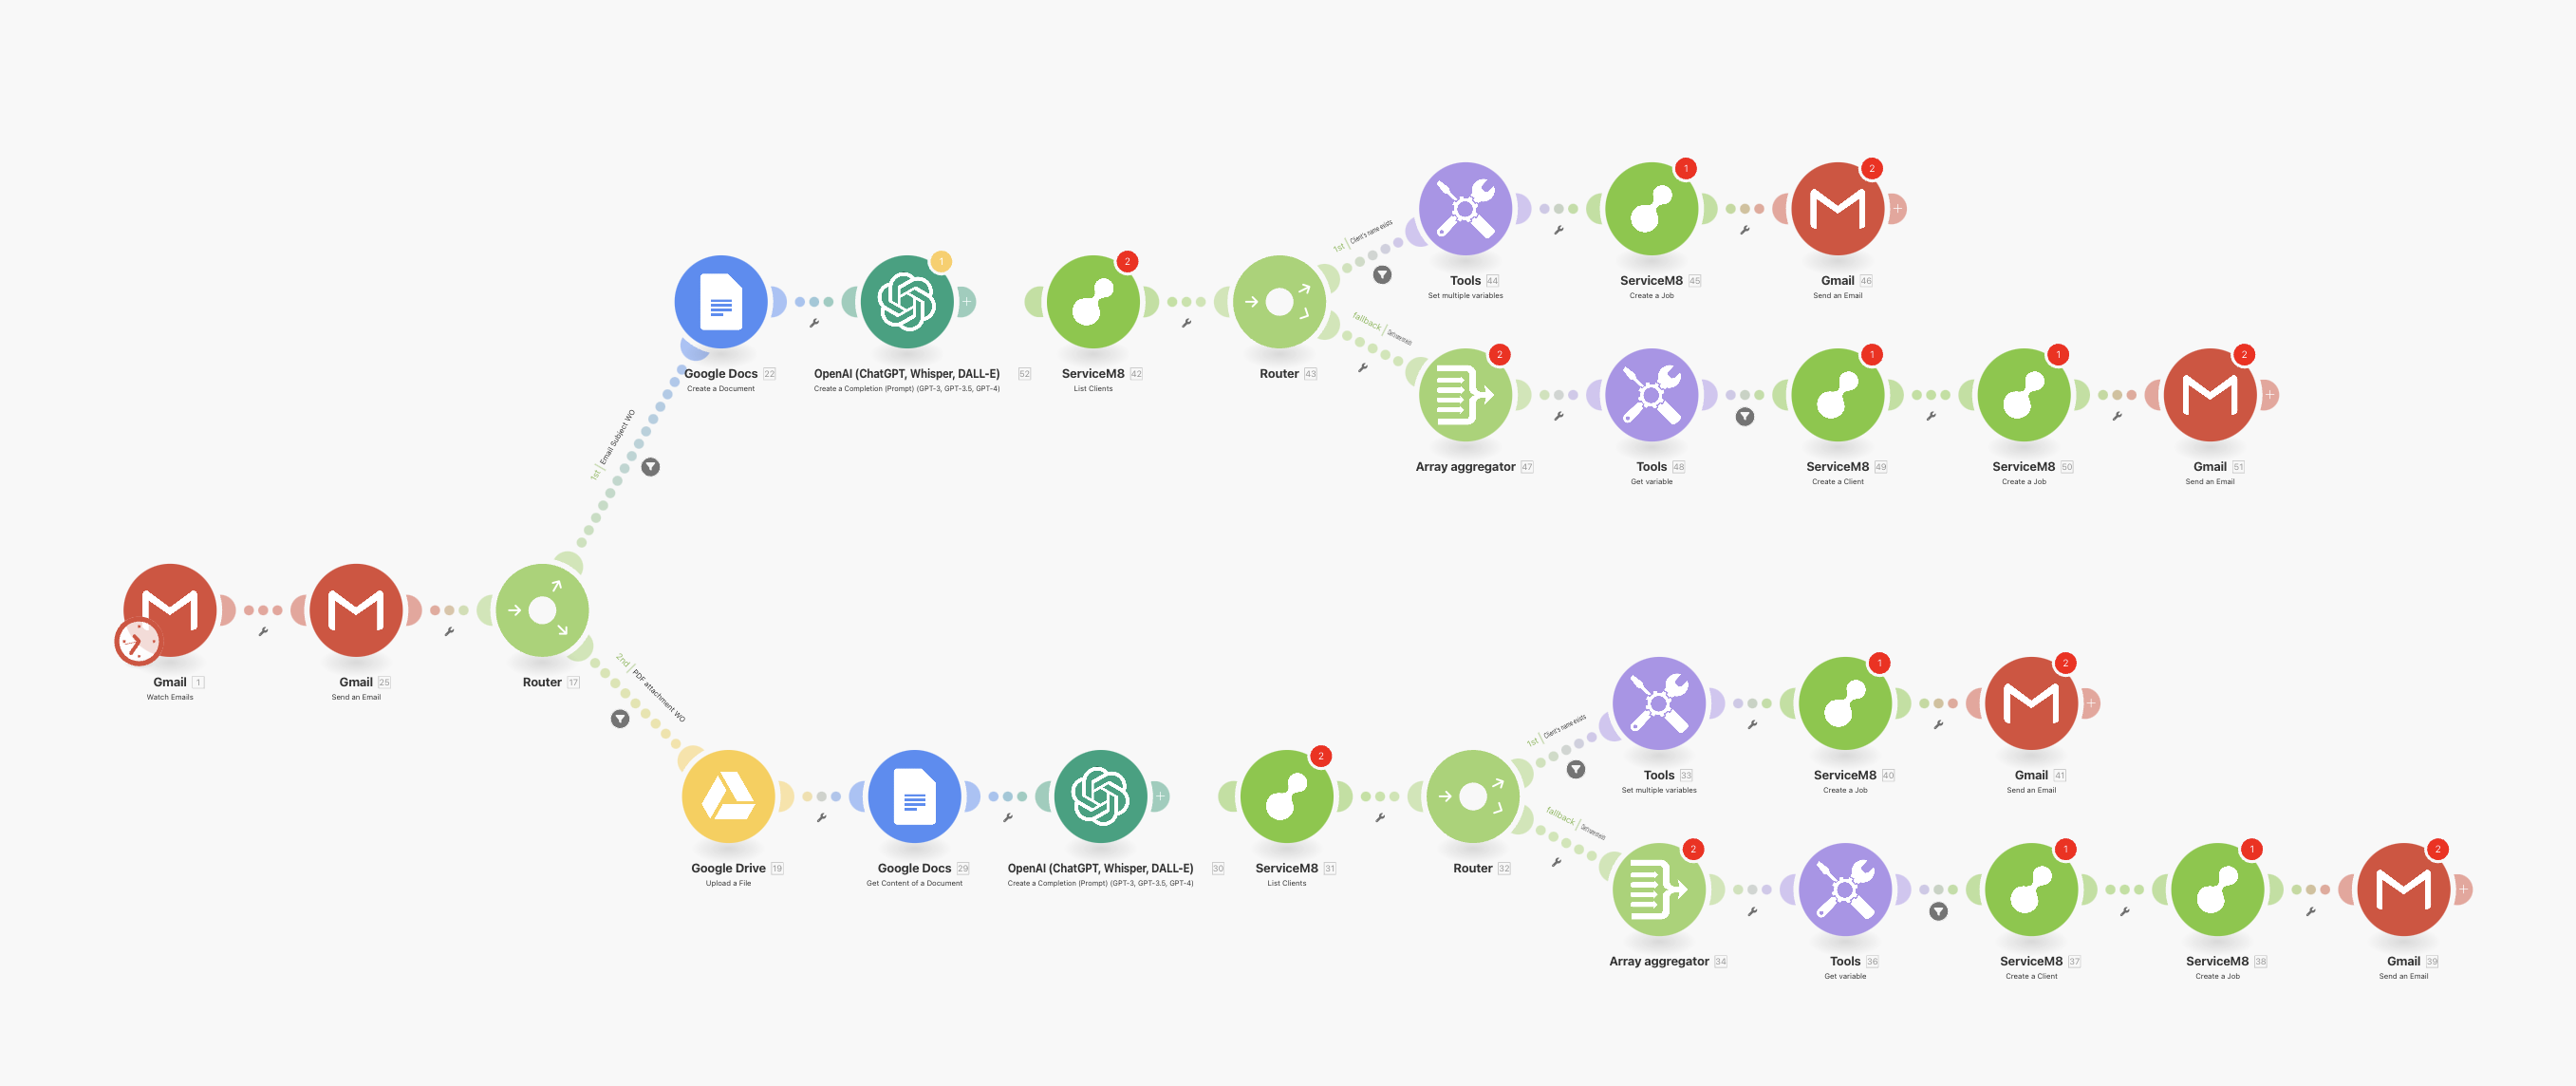 1
2
1st
Client's name exists
Tools 44
Set multiple variables
ServiceM8 45
Create a Job
Gmail 46
Send an Email
1
2
Google Docs 22
Create a Document
OpenAI (ChatGPT, Whisper, DALL-E) 52
Create a Completion (Prompt) (GPT-3, GPT-3.5, GPT-4)
ServiceM8 42
List Clients
Router 43
fallback
2
1
1
2
Array aggregator 47
Tools 48
Get variable
ServiceM8 49
Create a Client
ServiceM8 50
Create a Job
Gmail 51
Send an Email
1st
Email Subject WO
Gmail 1
Watch Emails
Gmail 25
Send an Email
Router 17
2nd
PDF attachment WO
1
2
1st
Client's name exists
Tools 33
Set multiple variables
ServiceM8 40
Create a Job
Gmail 41
Send an Email
2
Google Drive 19
Upload a File
Google Docs 29
Get Content of a Document
OpenAI (ChatGPT, Whisper, DALL-E) 30
Create a Completion (Prompt) (GPT-3, GPT-3.5, GPT-4)
ServiceM8 31
List Clients
Router 32
fallback
2
1
1
2
Array aggregator 34
Tools 36
Get variable
ServiceM8 37
Create a Client
ServiceM8 38
Create a Job
Gmail 39
Send an Email